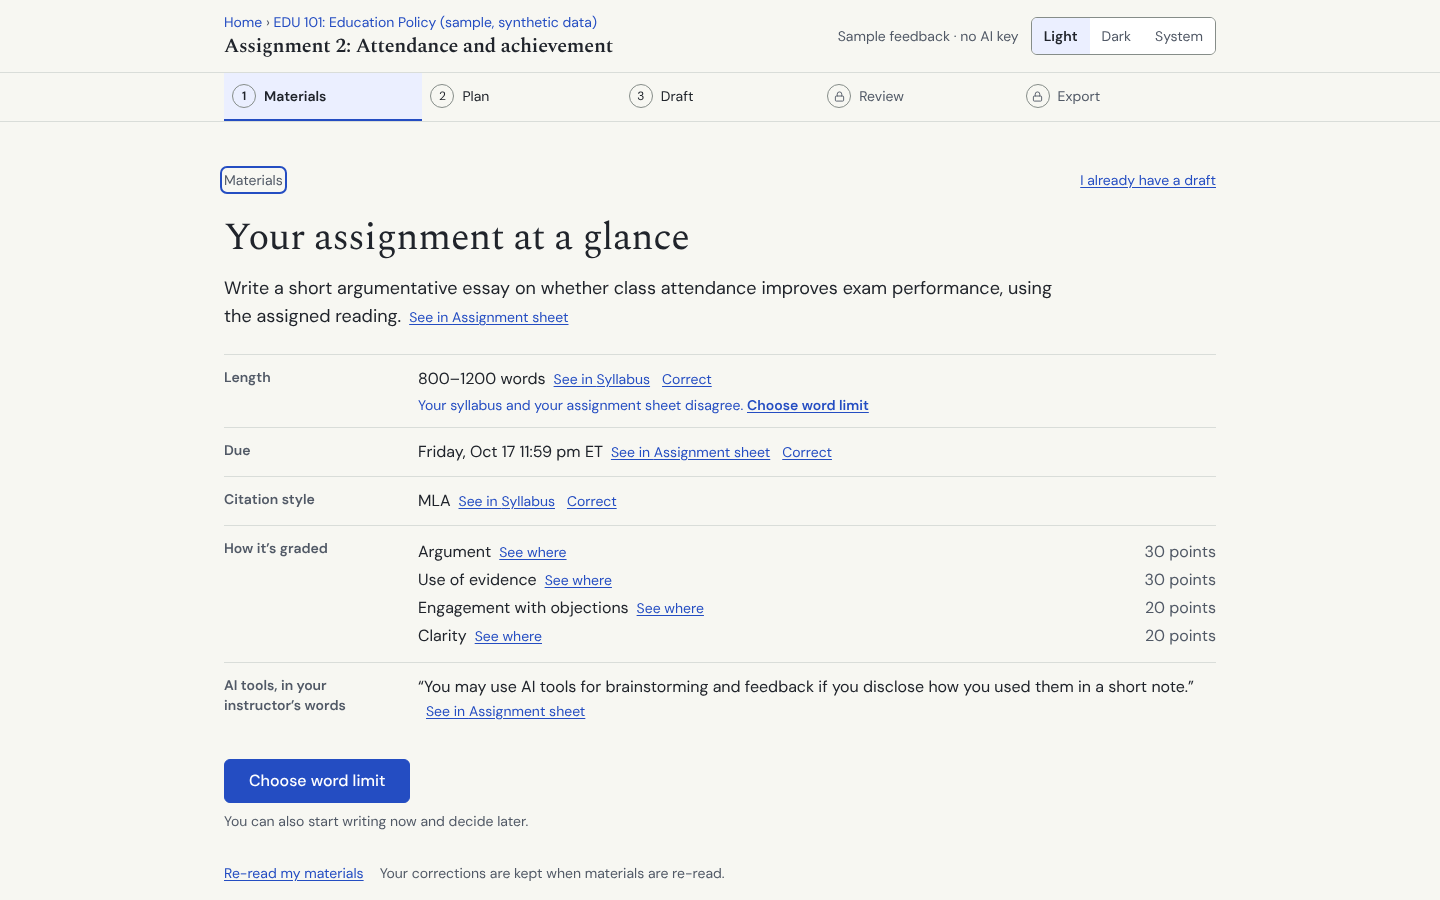 Home › EDU 101: Education Policy (sample, synthetic data)
Assignment 2: Attendance and achievement
Sample feedback · no AI key
Light Dark System
1 Materials
2 Plan
3 Draft
Review
Export
Materials
I already have a draft
Your assignment at a glance
Write a short argumentative essay on whether class attendance improves exam performance, using
the assigned reading. See in Assignment sheet
Length
800–1200 words See in Syllabus Correct
Your syllabus and your assignment sheet disagree. Choose word limit
Due
Friday, Oct 17 11:59 pm ET See in Assignment sheet Correct
Citation style
MLA See in Syllabus Correct
How it’s graded
Argument See where 30 points
Use of evidence See where 30 points
Engagement with objections See where 20 points
Clarity See where 20 points
AI tools, in your
instructor’s words
“You may use AI tools for brainstorming and feedback if you disclose how you used them in a short note.”
See in Assignment sheet
Choose word limit
You can also start writing now and decide later.
Re-read my materials Your corrections are kept when materials are re-read.